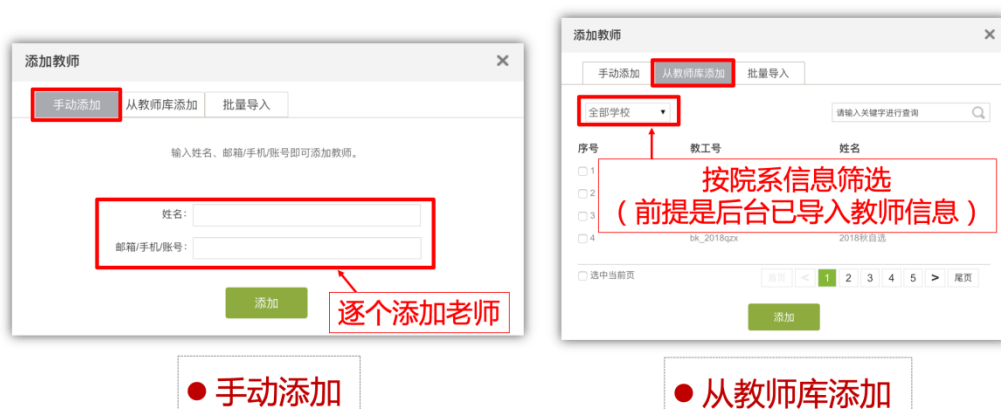 添加教师 ×
手动添加 从教师库添加 批量导入
输入姓名、邮箱/手机/账号即可添加教师。
姓名:
邮箱/手机/账号:
添加
逐个添加老师
● 手动添加
添加教师 ×
手动添加 从教师库添加 批量导入
全部学校 请输入关键字进行查询
序号 教工号 姓名
1
2
3
按院系信息筛选
（前提是后台已导入教师信息）
4 bk_2018qzx 2018秋自选
选中当前页 首页 < 1 2 3 4 5 > 尾页
添加
● 从教师库添加